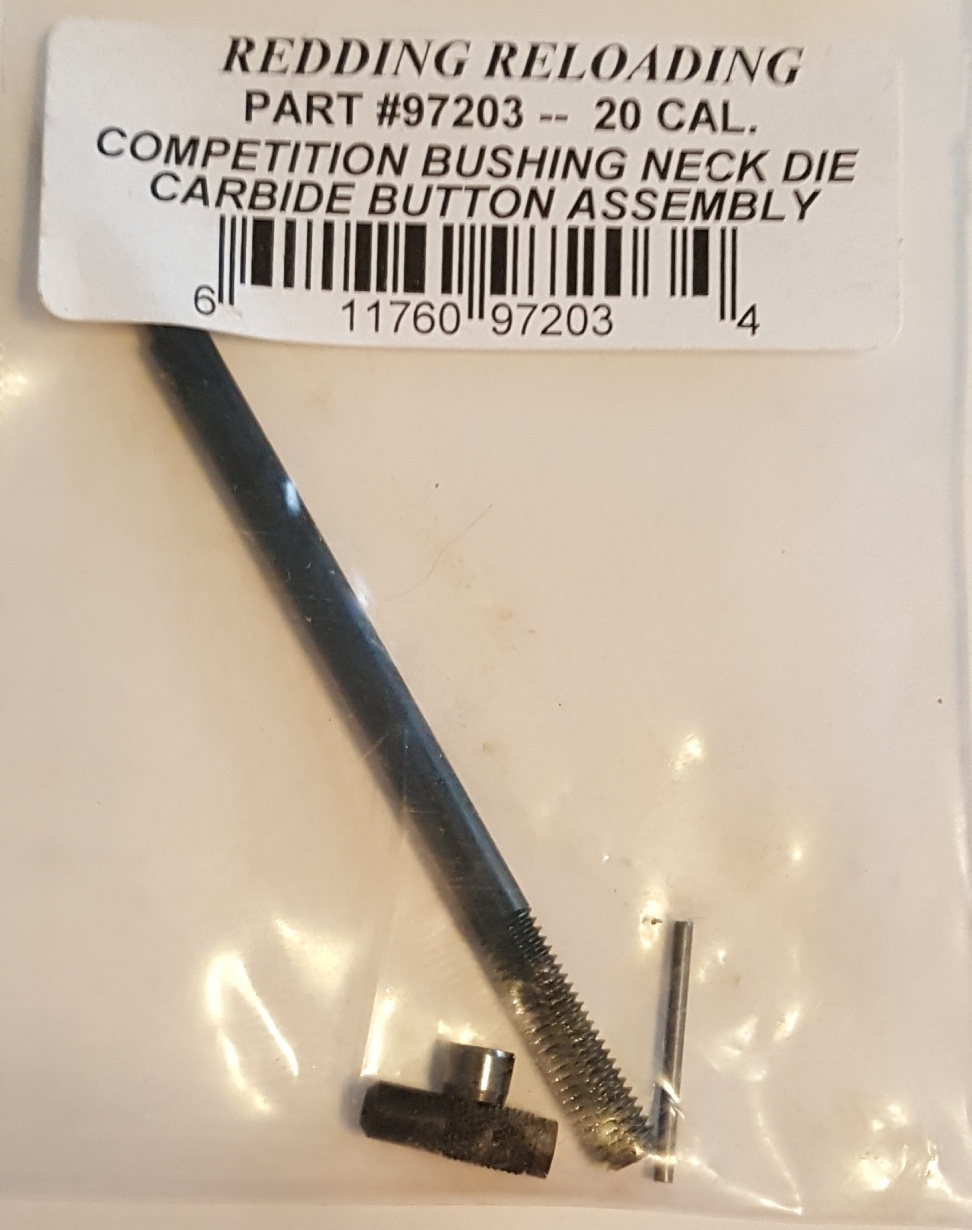 REDDING RELOADING
PART #97203 -- 20 CAL.
COMPETITION BUSHING NECK DIE
CARBIDE BUTTON ASSEMBLY
6 11760 97203 4